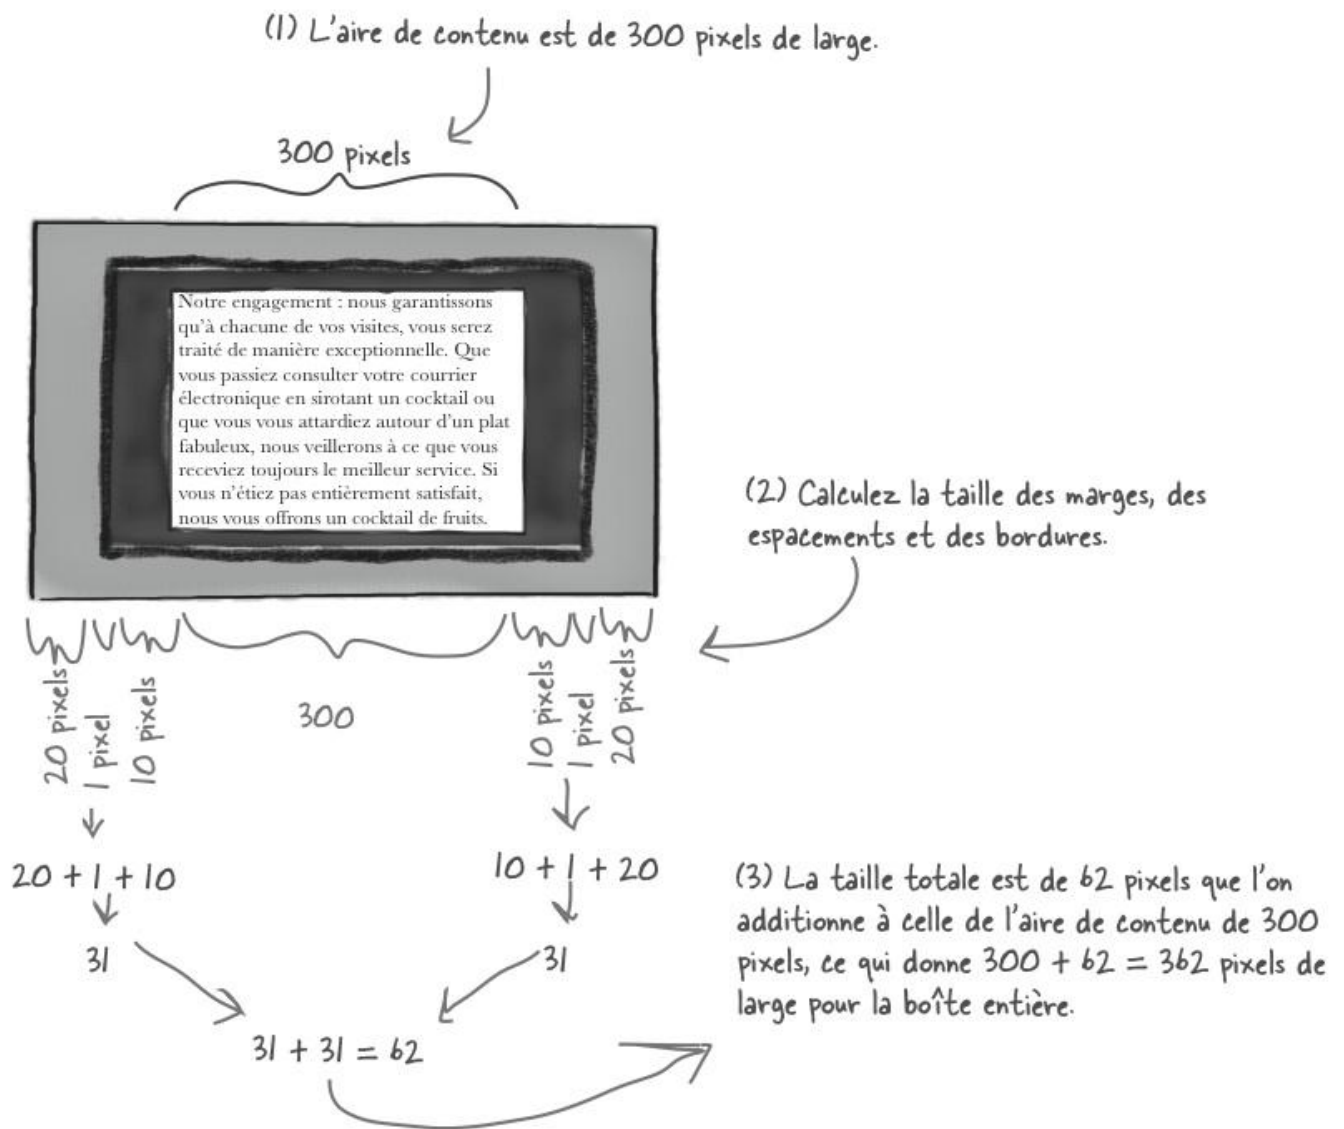 (1) L'aire de contenu est de 300 pixels de large.
300 pixels
Notre engagement : nous garantissons
qu'à chacune de vos visites, vous serez
traité de manière exceptionnelle. Que
vous passiez consulter votre courrier
électronique en sirotant un cocktail ou
que vous vous attardiez autour d'un plat
fabuleux, nous veillerons à ce que vous
receviez toujours le meilleur service. Si
vous n'étiez pas entièrement satisfait,
nous vous offrons un cocktail de fruits.
(2) Calculez la taille des marges, des
espacements et des bordures.
20 pixels
1 pixel
10 pixels
300
10 pixels
1 pixel
20 pixels
20 + 1 + 10
10 + 1 + 20
31
31
31 + 31 = 62
(3) La taille totale est de 62 pixels que l'on
additionne à celle de l'aire de contenu de 300
pixels, ce qui donne 300 + 62 = 362 pixels de
large pour la boîte entière.